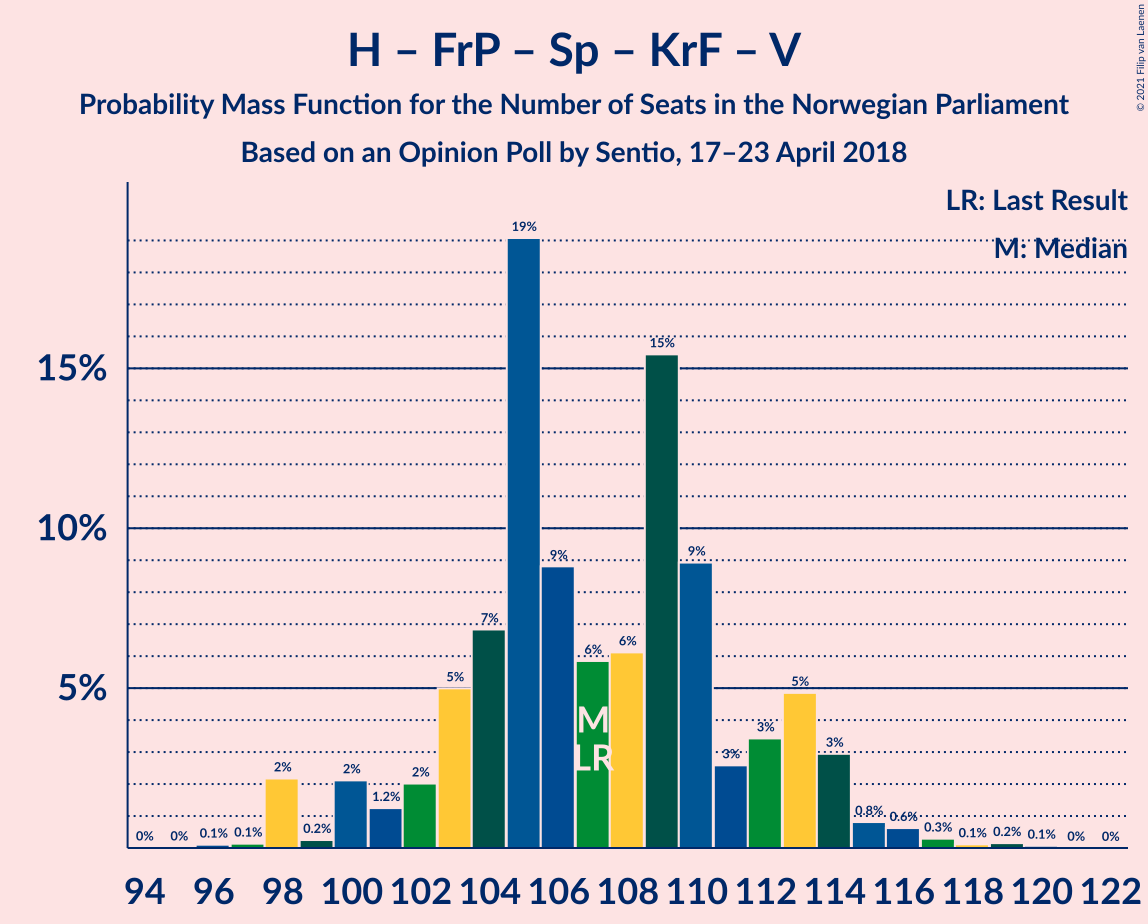 H – FrP – Sp – KrF – V
Probability Mass Function for the Number of Seats in the Norwegian Parliament
Based on an Opinion Poll by Sentio, 17–23 April 2018
© 2021 Filip van Laenen
LR: Last Result
M: Median
15%
10%
5%
0% 0% 0.1% 0.1% 2% 0.2% 2% 1.2% 2% 5% 7% 19% 9% 6% 6% 15% 9% 3% 3% 5% 3% 0.8% 0.6% 0.3% 0.1% 0.2% 0.1% 0% 0%
M
LR
94 96 98 100 102 104 106 108 110 112 114 116 118 120 122